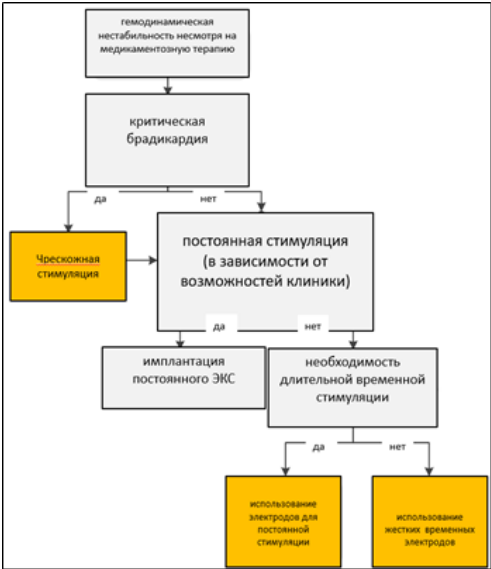 гемодинамическая
нестабильность несмотря на
медикаментозную терапию
критическая
брадикардия
да
нет
Чрескожная
стимуляция
постоянная стимуляция
(в зависимости от
возможностей клиники)
да
нет
имплантация
постоянного ЭКС
необходимость
длительной временной
стимуляции
да
нет
использование
электродов для
постоянной
стимуляции
использование
жестких временных
электродов